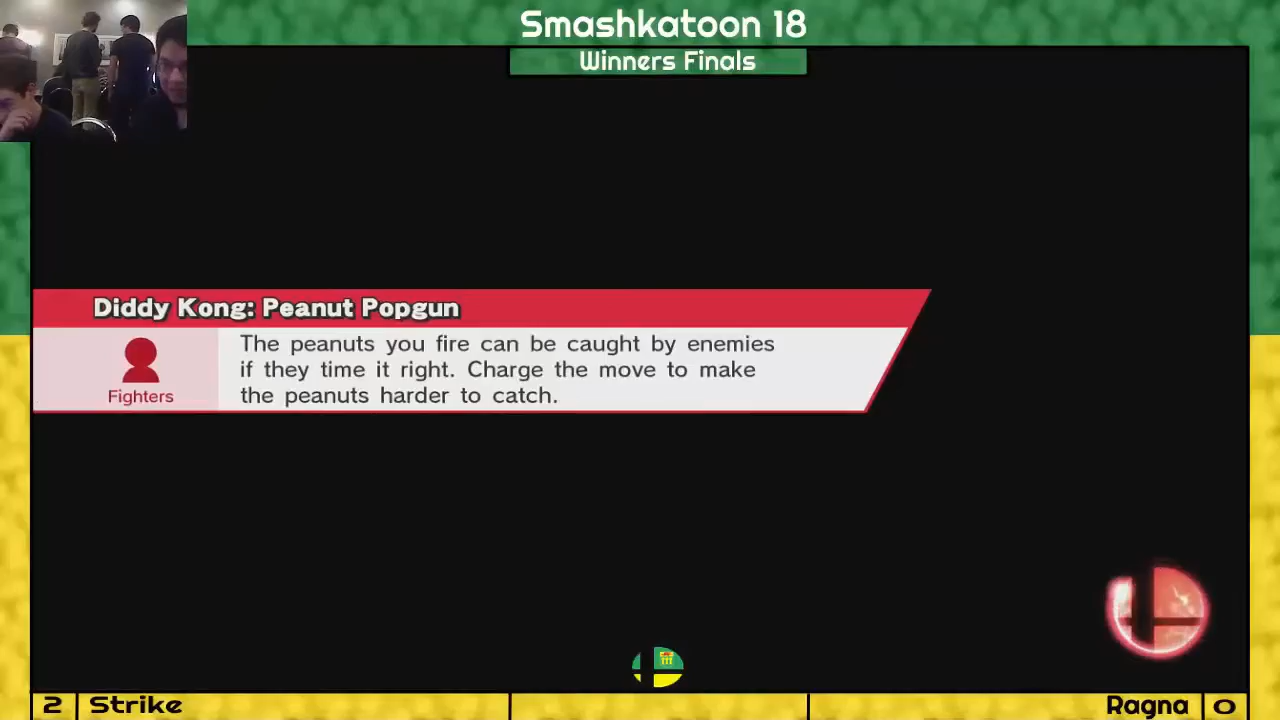 Smashkatoon 18
Winners Finals
Diddy Kong: Peanut Popgun
The peanuts you fire can be caught by enemies
if they time it right. Charge the move to make
the peanuts harder to catch.
Fighters
2 Strike
Ragna 0